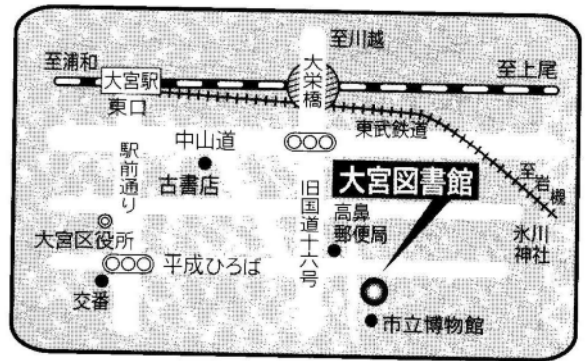 至川越
至浦和
大宮駅
大栄橋
至上尾
東口
東武鉄道
中山道
駅前通り
古書店
旧国道十六号
大宮図書館
至岩槻
高鼻
郵便局
氷川
神社
大宮区役所
平成ひろば
交番
市立博物館